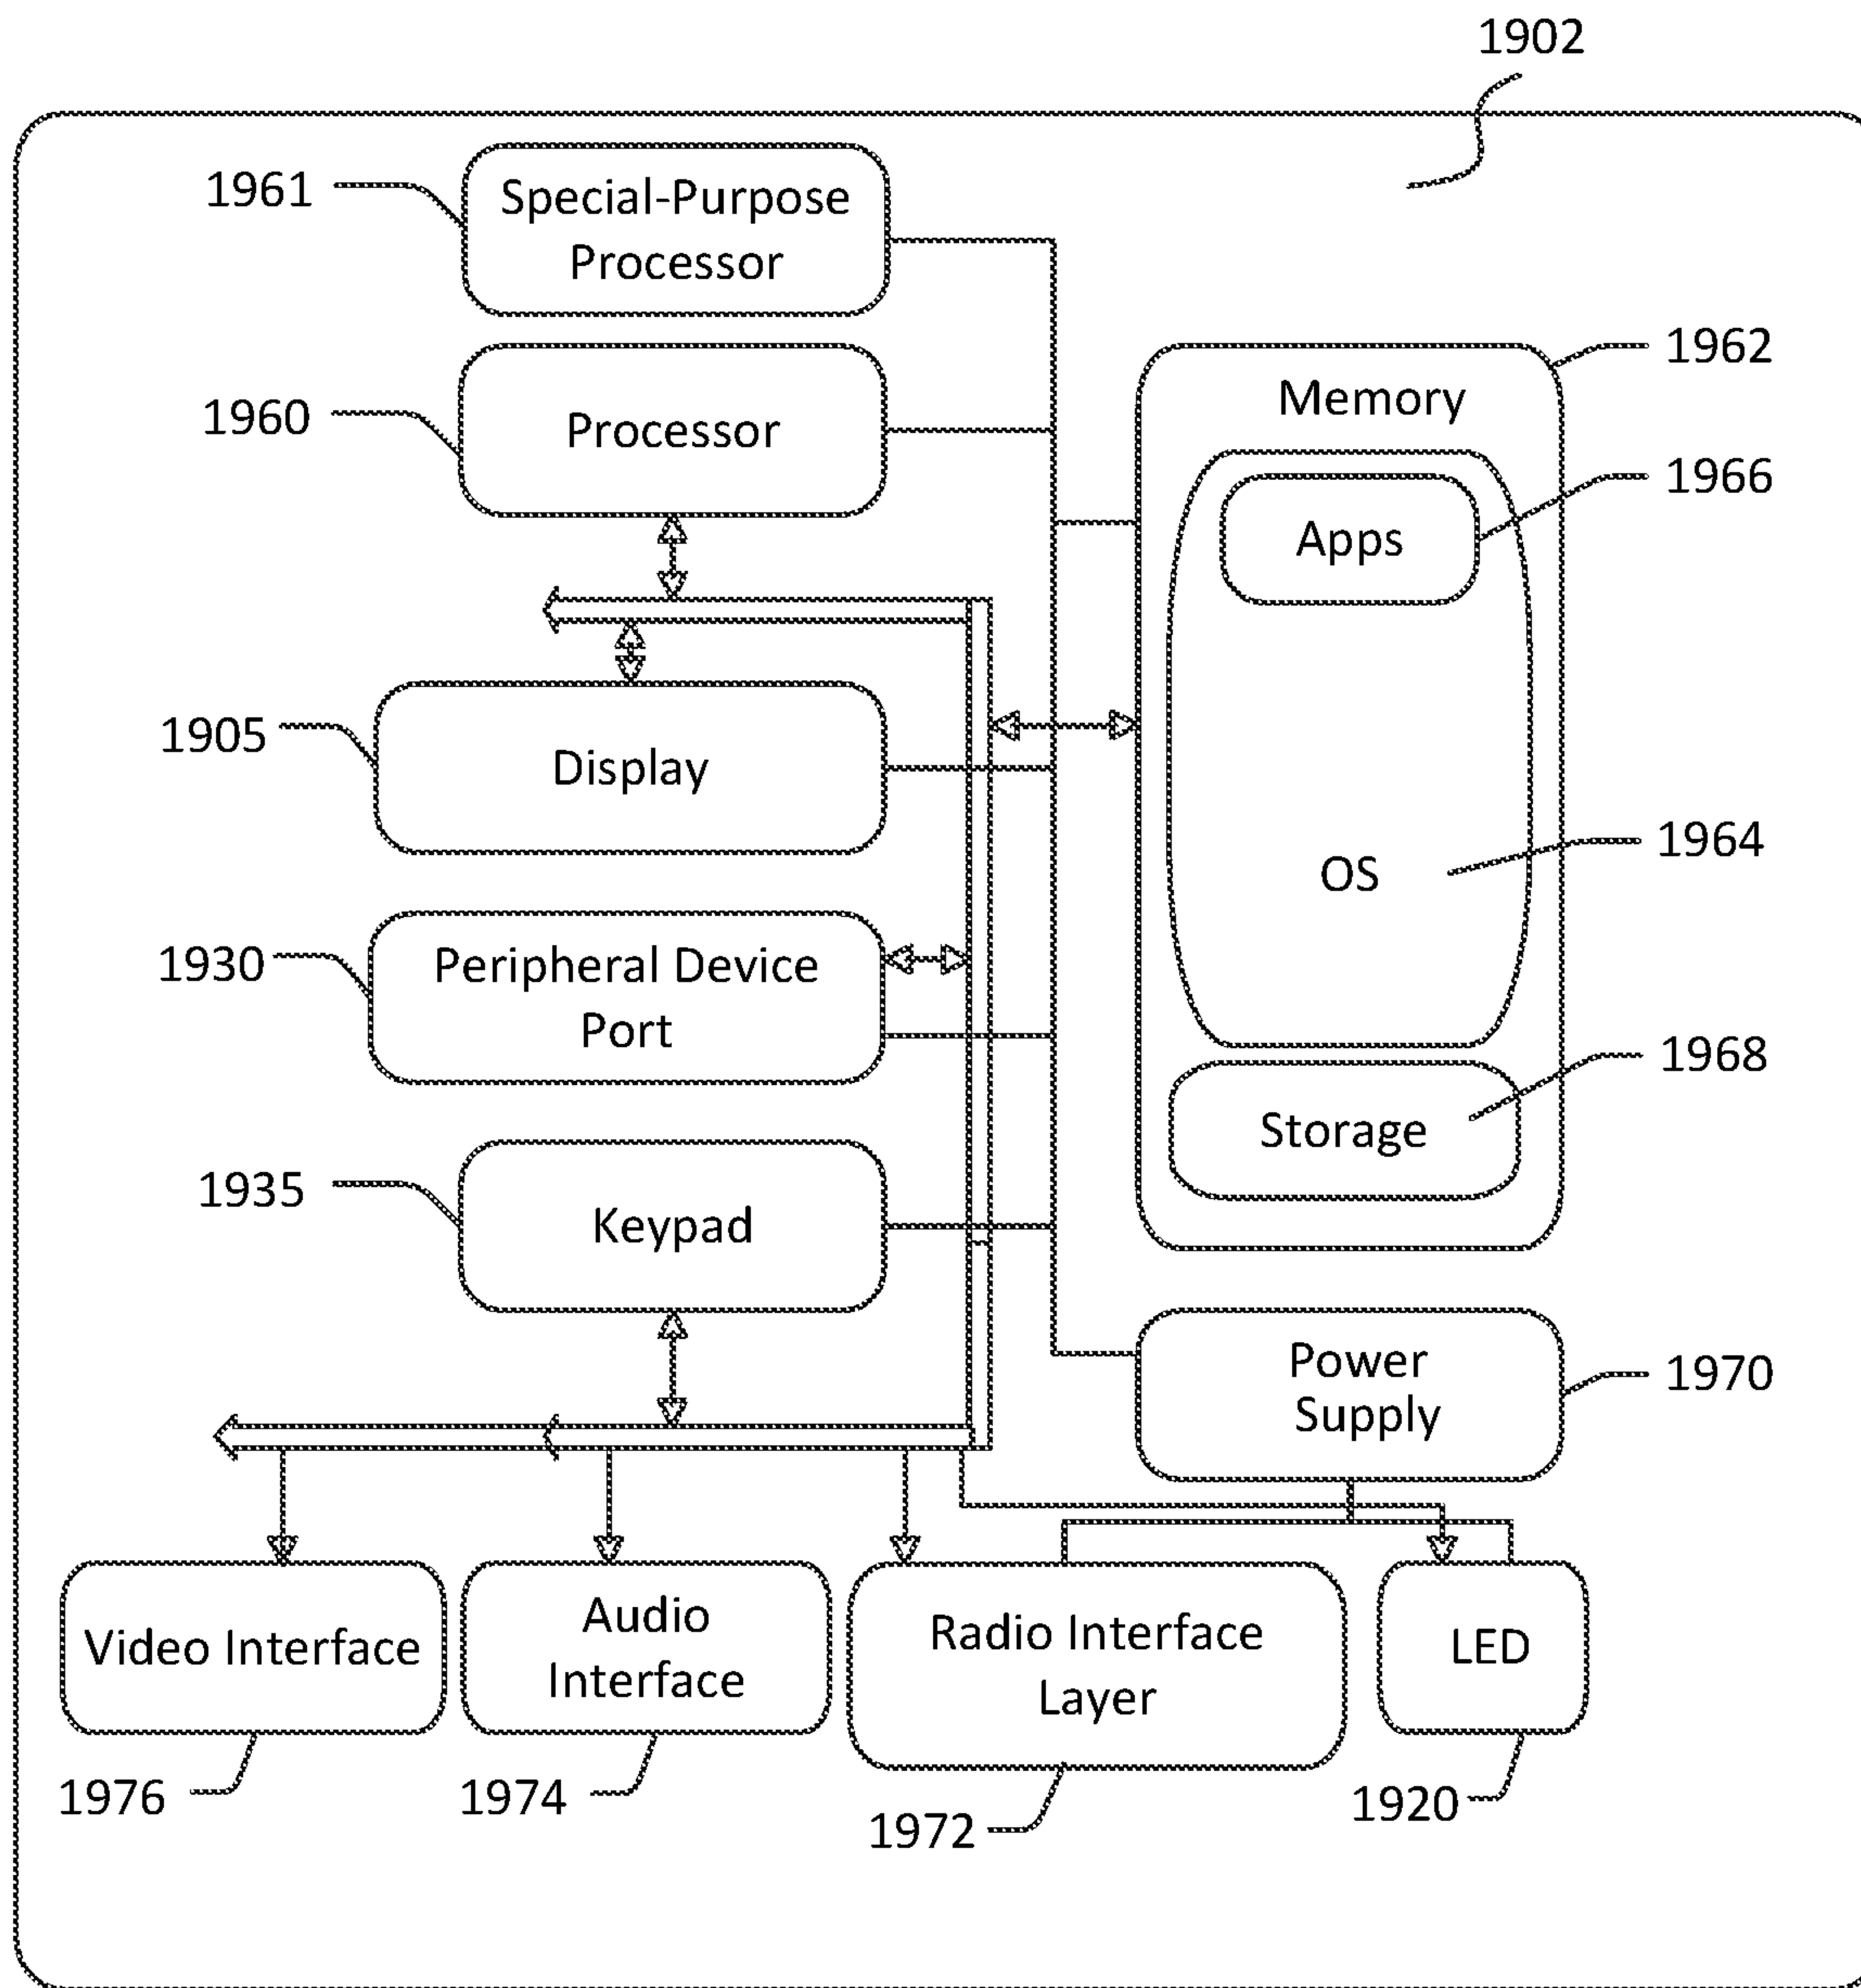 1902
1961
Special-Purpose
Processor
1962
Memory
1960
Processor
1966
Apps
1905
Display
1964
OS
1930
Peripheral Device
Port
1968
Storage
1935
Keypad
Power
Supply
1970
Video Interface
Audio
Interface
Radio Interface
Layer
LED
1976
1974
1972
1920